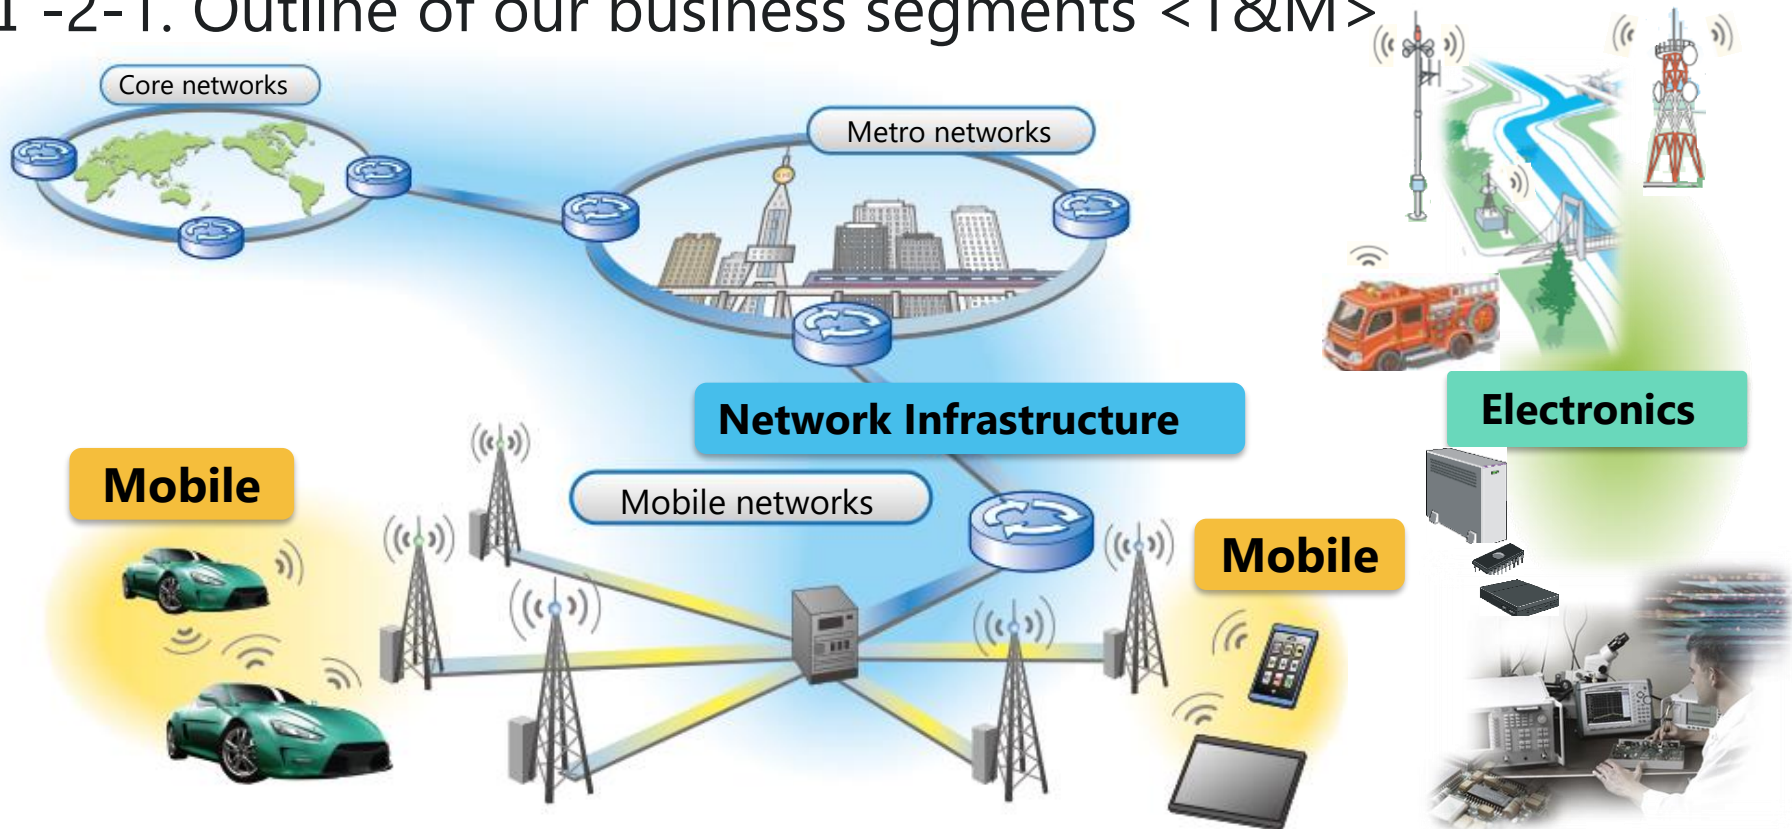 I -2-1. Outline of our business segments <T&M>
Core networks
Metro networks
Network Infrastructure
Electronics
Mobile
Mobile networks
Mobile